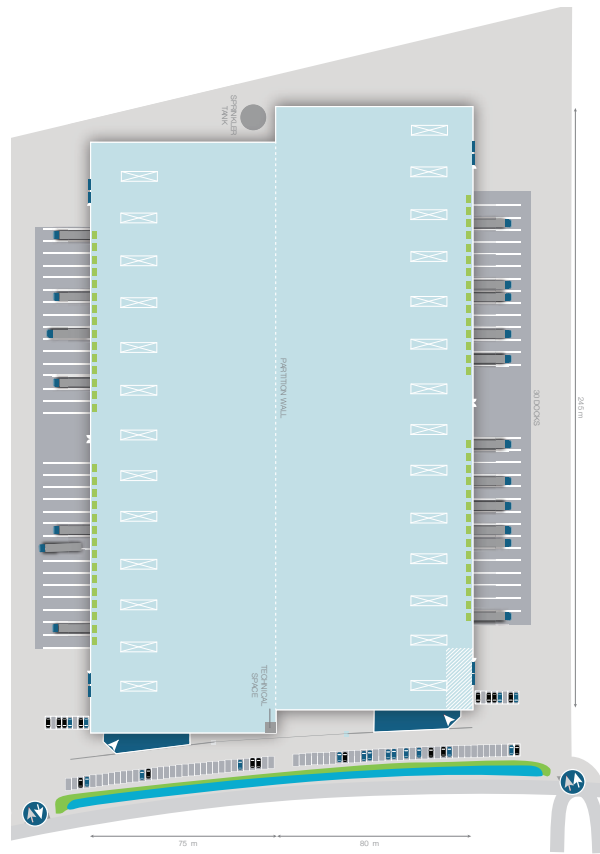 SPRINKLER
TANK
PARTITION WALL
30 DOCKS
245 m
TECHNICAL
SPACE
75 m
80 m